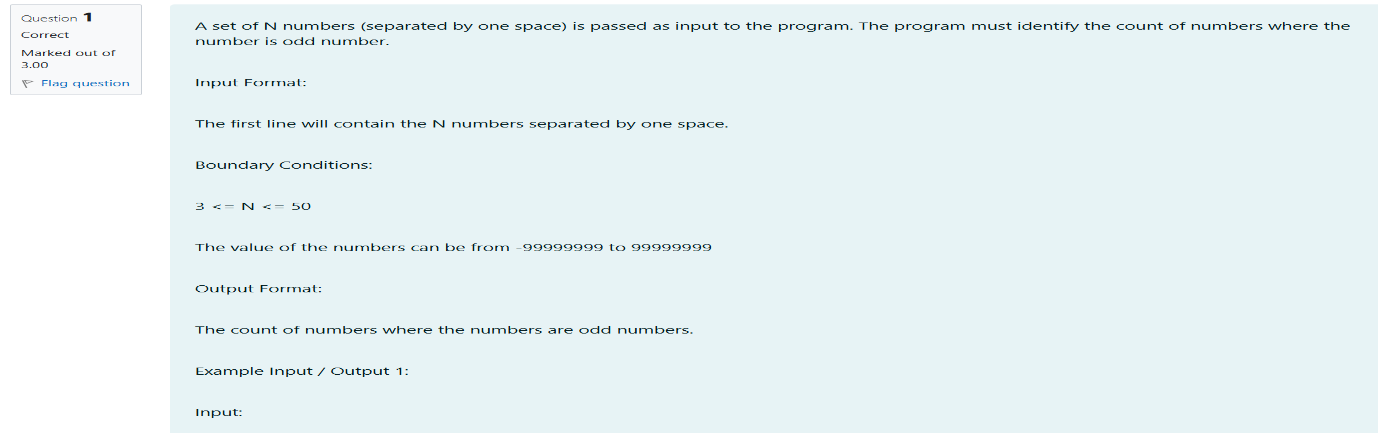 Question 1
Correct
Marked out of
3.00
Flag question
A set of N numbers (separated by one space) is passed as input to the program. The program must identify the count of numbers where the
number is odd number.
Input Format:
The first line will contain the N numbers separated by one space.
Boundary Conditions:
3 <= N <= 50
The value of the numbers can be from -99999999 to 99999999
Output Format:
The count of numbers where the numbers are odd numbers.
Example Input / Output 1:
Input: